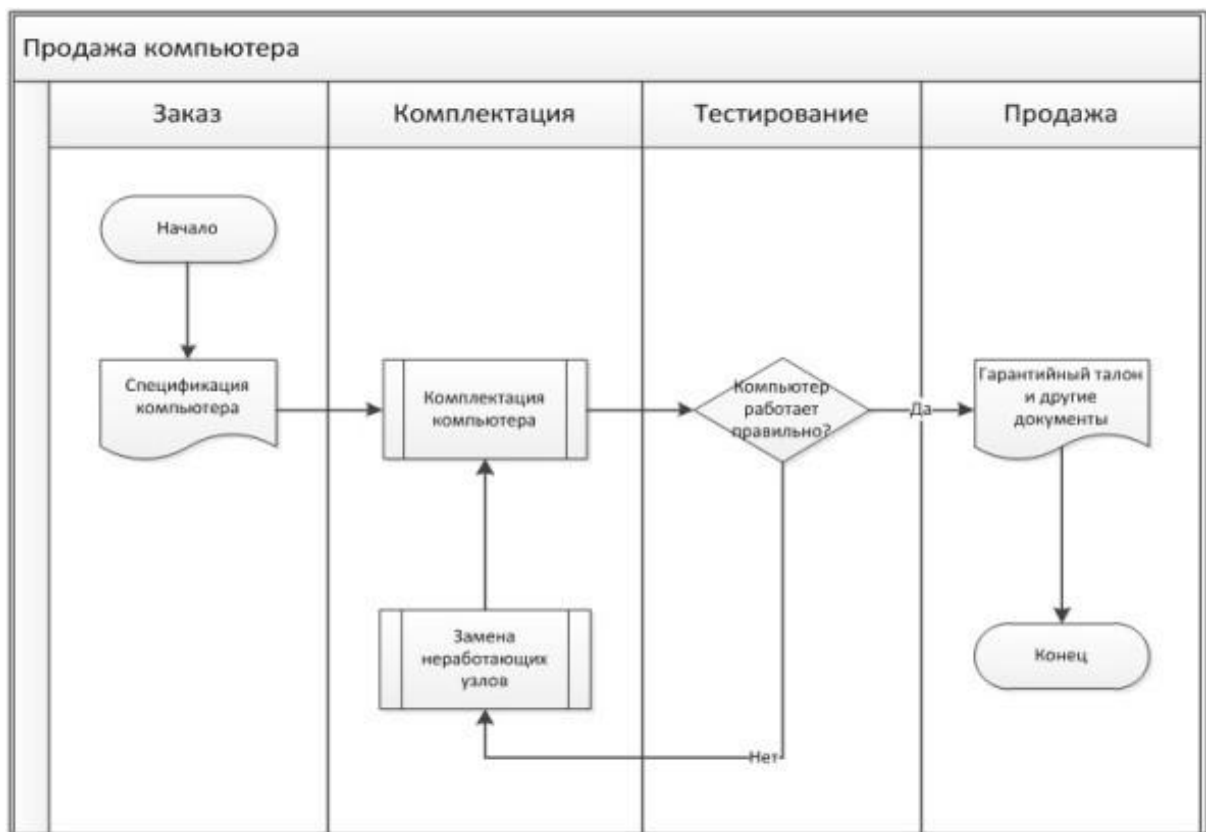 Продажа компьютера
Заказ
Комплектация
Тестирование
Продажа
Начало
Спецификация
компьютера
Комплектация
компьютера
Компьютер
работает
правильно?
Да
Гарантийный талон
и другие
документы
Замена
неработающих
узлов
Нет
Конец